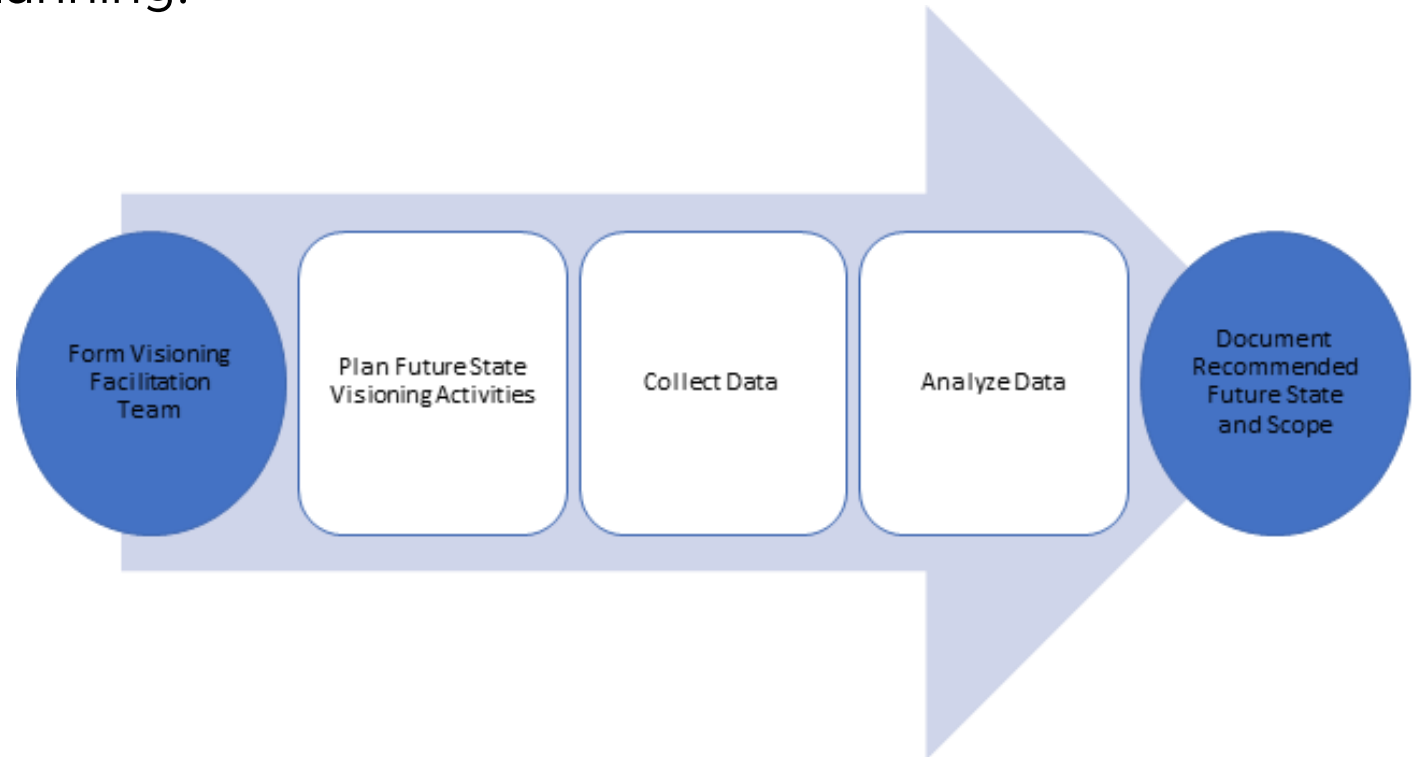 Form Visioning
Facilitation
Team
Plan Future State
Visioning Activities
Collect Data
Analyze Data
Document
Recommended
Future State
and Scope